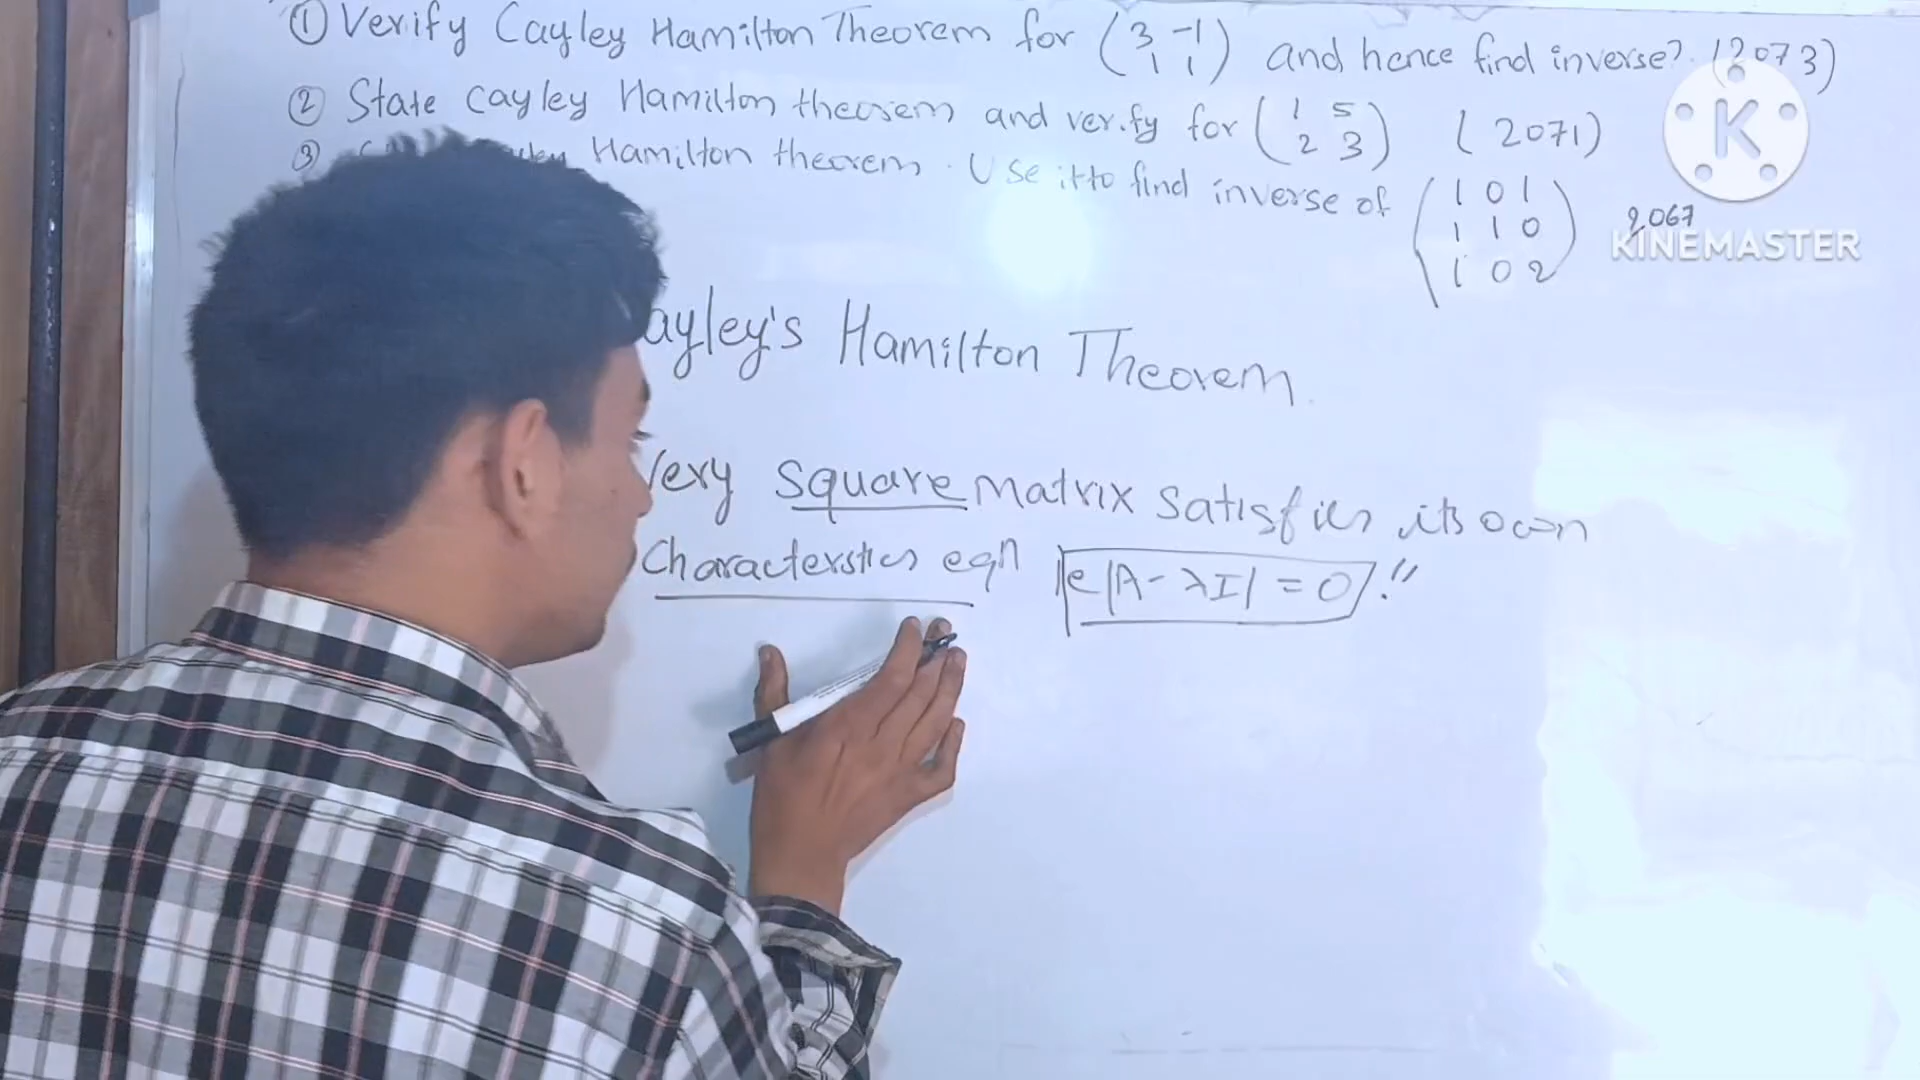 ① Verify Cayley Hamilton Theorem for (3 -1 and hence find inverse? (2073)
1 1)
② State Cayley Hamilton theorem and verify for (1 5 (2071)
2 3)
③ Hamilton theorem. Use it to find inverse of (1 0 1
1 1 0
1 0 2) 2067
K
KINEMASTER
ayley's Hamilton Theorem.
very square matrix satisfies its own
Characterstics eqn ie |A - λI| = 0."